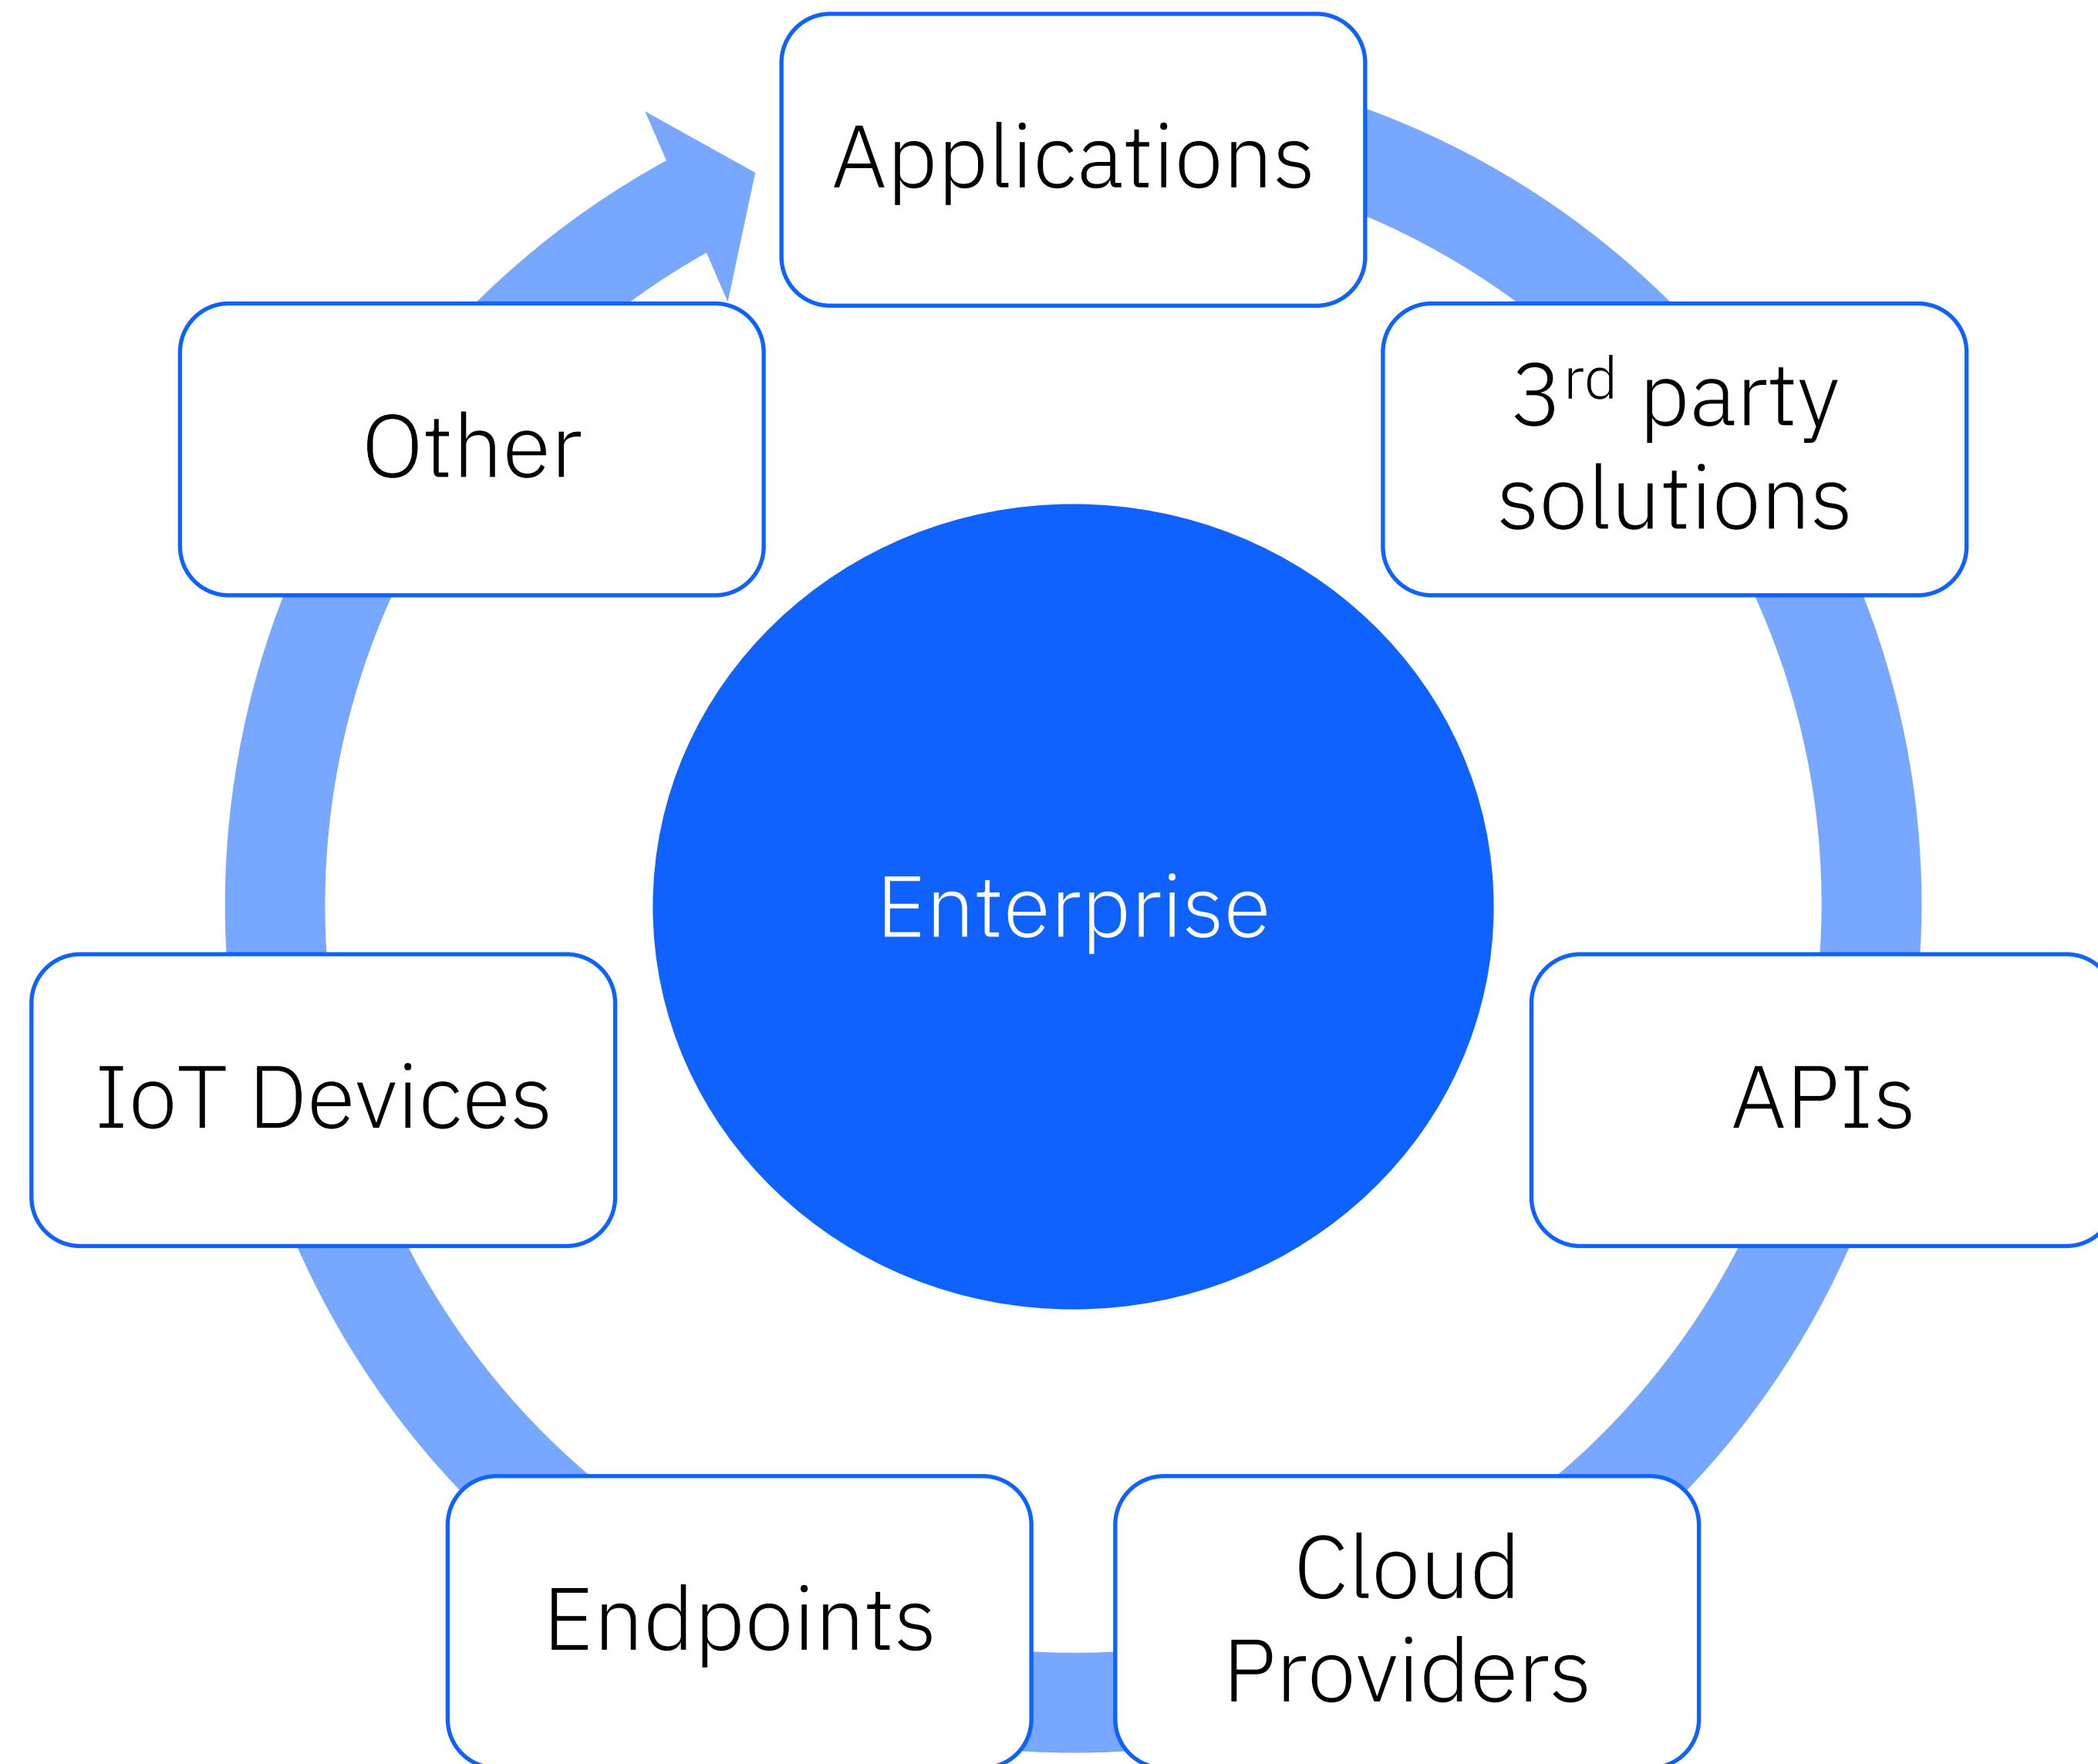 Applications
3rd party
solutions
Other
Enterprise
IoT Devices
APIs
Endpoints
Cloud
Providers